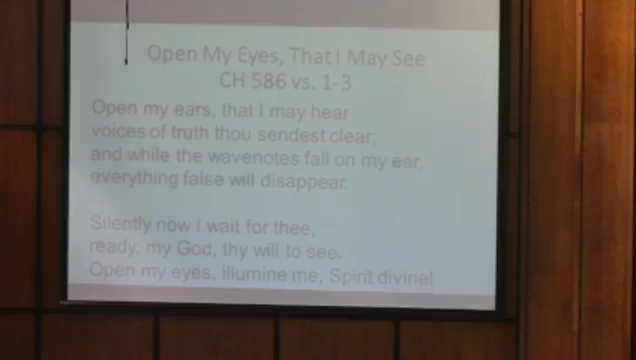 Open My Eyes, That I May See
CH 586 vs. 1-3
Open my ears, that I may hear
voices of truth thou sendest clear;
and while the wavenotes fall on my ear,
everything false will disappear.
Silently now I wait for thee,
ready, my God, thy will to see.
Open my eyes, illumine me, Spirit divine!